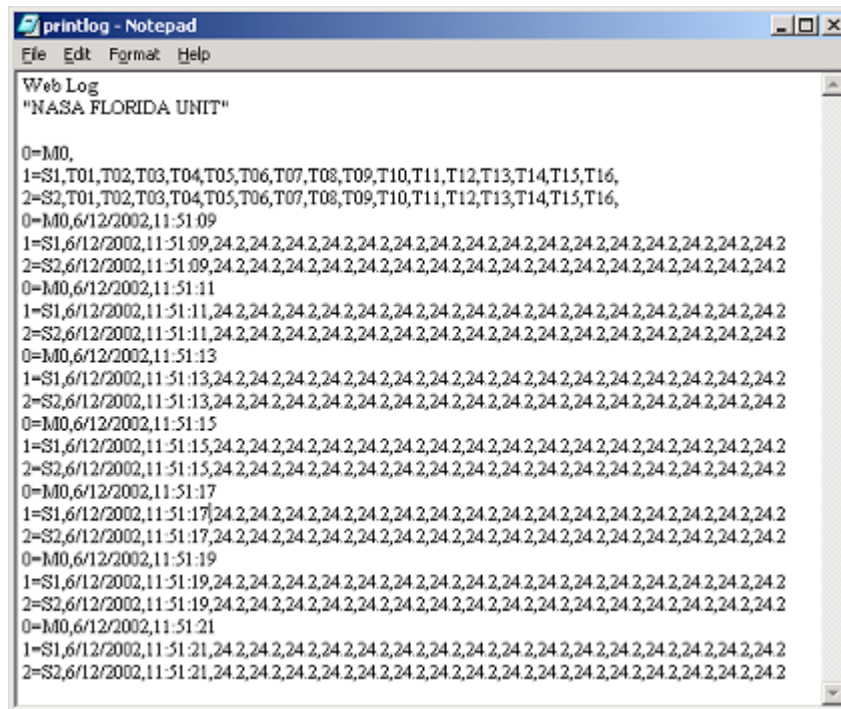 printlog - Notepad
File Edit Format Help
Web Log
"NASA FLORIDA UNIT"
0=M0,
1=S1,T01,T02,T03,T04,T05,T06,T07,T08,T09,T10,T11,T12,T13,T14,T15,T16,
2=S2,T01,T02,T03,T04,T05,T06,T07,T08,T09,T10,T11,T12,T13,T14,T15,T16,
0=M0,6/12/2002,11:51:09
1=S1,6/12/2002,11:51:09,24.2,24.2,24.2,24.2,24.2,24.2,24.2,24.2,24.2,24.2,24.2,24.2,24.2,24.2,24.2,24.2
2=S2,6/12/2002,11:51:09,24.2,24.2,24.2,24.2,24.2,24.2,24.2,24.2,24.2,24.2,24.2,24.2,24.2,24.2,24.2,24.2
0=M0,6/12/2002,11:51:11
1=S1,6/12/2002,11:51:11,24.2,24.2,24.2,24.2,24.2,24.2,24.2,24.2,24.2,24.2,24.2,24.2,24.2,24.2,24.2,24.2
2=S2,6/12/2002,11:51:11,24.2,24.2,24.2,24.2,24.2,24.2,24.2,24.2,24.2,24.2,24.2,24.2,24.2,24.2,24.2,24.2
0=M0,6/12/2002,11:51:13
1=S1,6/12/2002,11:51:13,24.2,24.2,24.2,24.2,24.2,24.2,24.2,24.2,24.2,24.2,24.2,24.2,24.2,24.2,24.2,24.2
2=S2,6/12/2002,11:51:13,24.2,24.2,24.2,24.2,24.2,24.2,24.2,24.2,24.2,24.2,24.2,24.2,24.2,24.2,24.2,24.2
0=M0,6/12/2002,11:51:15
1=S1,6/12/2002,11:51:15,24.2,24.2,24.2,24.2,24.2,24.2,24.2,24.2,24.2,24.2,24.2,24.2,24.2,24.2,24.2,24.2
2=S2,6/12/2002,11:51:15,24.2,24.2,24.2,24.2,24.2,24.2,24.2,24.2,24.2,24.2,24.2,24.2,24.2,24.2,24.2,24.2
0=M0,6/12/2002,11:51:17
1=S1,6/12/2002,11:51:17,24.2,24.2,24.2,24.2,24.2,24.2,24.2,24.2,24.2,24.2,24.2,24.2,24.2,24.2,24.2,24.2
2=S2,6/12/2002,11:51:17,24.2,24.2,24.2,24.2,24.2,24.2,24.2,24.2,24.2,24.2,24.2,24.2,24.2,24.2,24.2,24.2
0=M0,6/12/2002,11:51:19
1=S1,6/12/2002,11:51:19,24.2,24.2,24.2,24.2,24.2,24.2,24.2,24.2,24.2,24.2,24.2,24.2,24.2,24.2,24.2,24.2
2=S2,6/12/2002,11:51:19,24.2,24.2,24.2,24.2,24.2,24.2,24.2,24.2,24.2,24.2,24.2,24.2,24.2,24.2,24.2,24.2
0=M0,6/12/2002,11:51:21
1=S1,6/12/2002,11:51:21,24.2,24.2,24.2,24.2,24.2,24.2,24.2,24.2,24.2,24.2,24.2,24.2,24.2,24.2,24.2,24.2
2=S2,6/12/2002,11:51:21,24.2,24.2,24.2,24.2,24.2,24.2,24.2,24.2,24.2,24.2,24.2,24.2,24.2,24.2,24.2,24.2